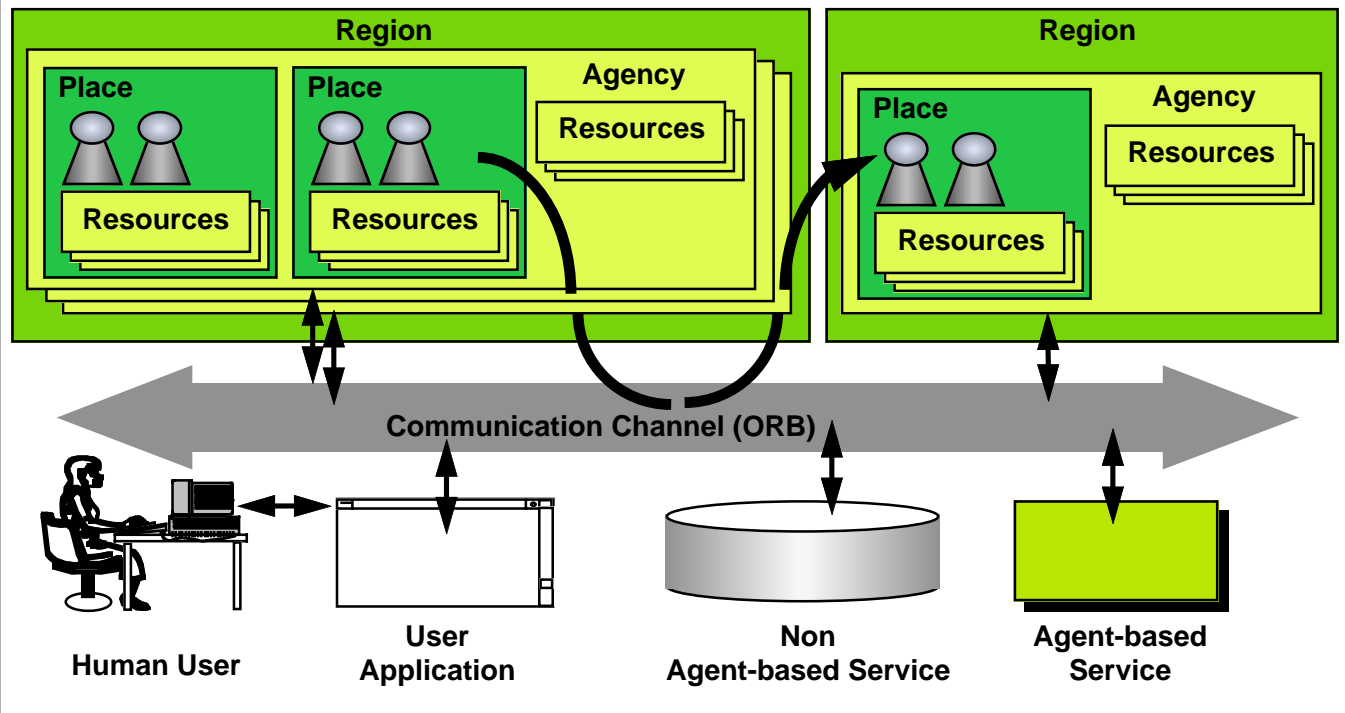 Region
Region
Place
Place
Agency
Resources
Resources
Resources
Place
Agency
Resources
Resources
Communication Channel (ORB)
Human User
User
Application
Non
Agent-based Service
Agent-based
Service